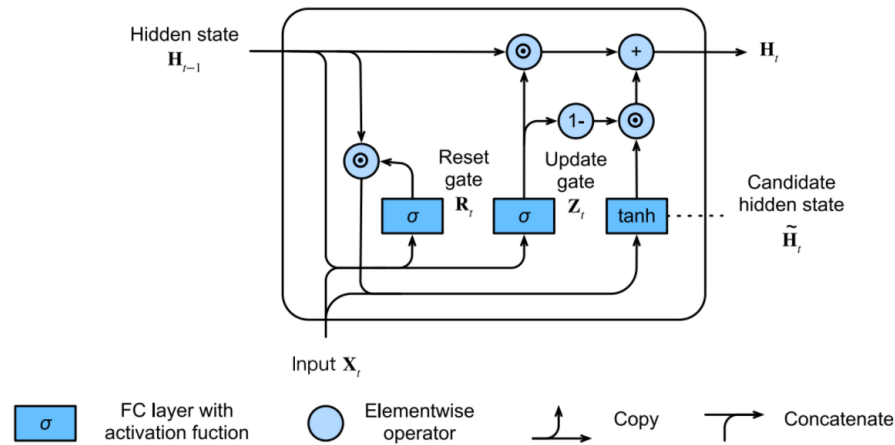 Hidden state
H_{t−1}
H_t
+
1-
Reset
gate
R_t
Update
gate
Z_t
Candidate
hidden state
H̃_t
σ
σ
tanh
Input X_t
σ
FC layer with
activation fuction
Elementwise
operator
Copy
Concatenate